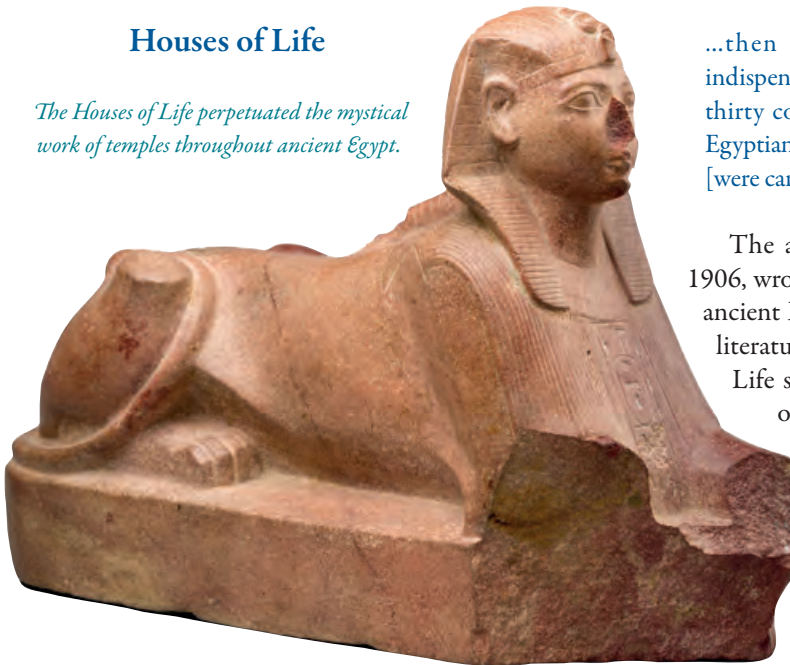 Houses of Life
The Houses of Life perpetuated the mystical
work of temples throughout ancient Egypt.
...then
indispen
thirty co
Egyptian
[were car
The a
1906, wro
ancient
literatu
Life s
o